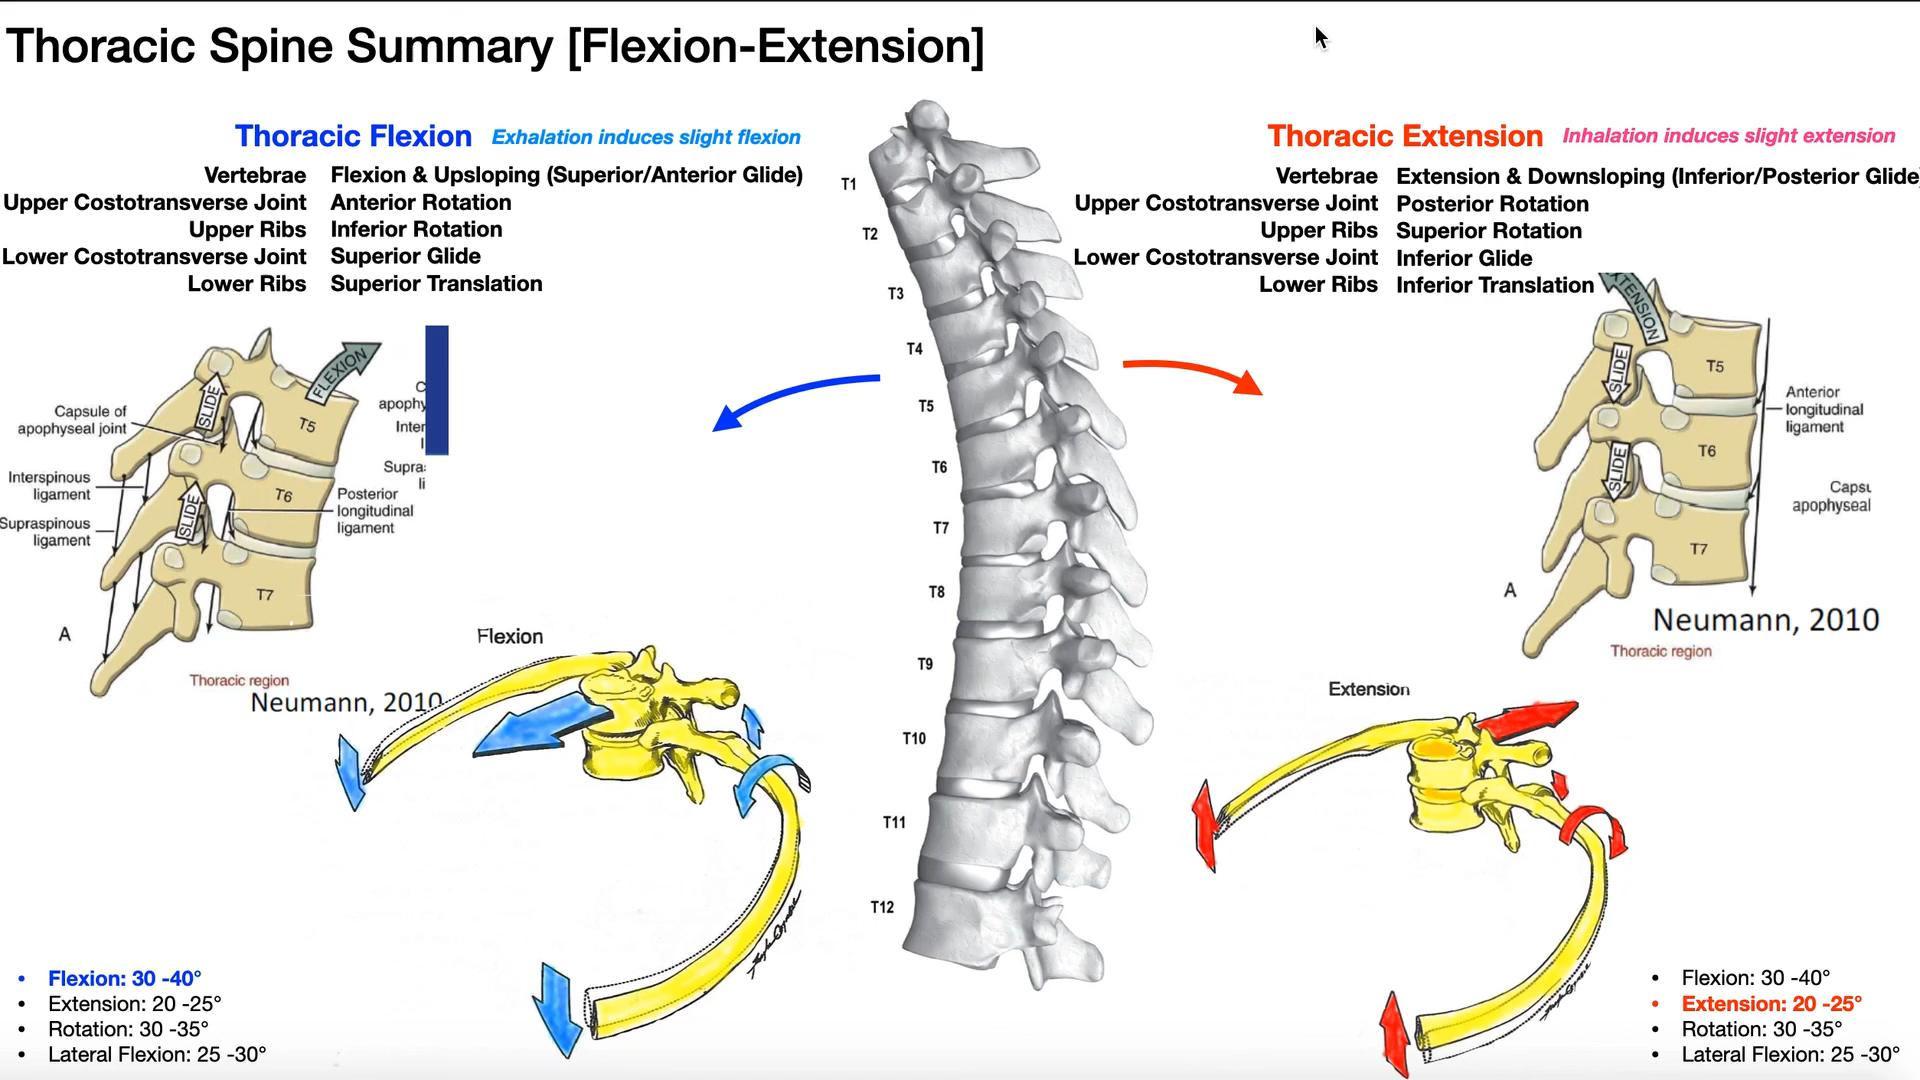 Thoracic Spine Summary [Flexion-Extension]
Thoracic Flexion Exhalation induces slight flexion
Vertebrae Flexion & Upsloping (Superior/Anterior Glide)
Upper Costotransverse Joint Anterior Rotation
Upper Ribs Inferior Rotation
Lower Costotransverse Joint Superior Glide
Lower Ribs Superior Translation
FLEXION
SLIDE
SLIDE
Capsule of
apophyseal joint
Interspinous
ligament
Supraspinous
ligament
T5
T6
T7
Posterior
longitudinal
ligament
C
apophy
Inter
l
Supra
li
A
Thoracic region
Neumann, 2010
Flexion
Flexion: 30 -40°
Extension: 20 -25°
Rotation: 30 -35°
Lateral Flexion: 25 -30°
T1
T2
T3
T4
T5
T6
T7
T8
T9
T10
T11
T12
Thoracic Extension Inhalation induces slight extension
Vertebrae Extension & Downsloping (Inferior/Posterior Glide)
Upper Costotransverse Joint Posterior Rotation
Upper Ribs Superior Rotation
Lower Costotransverse Joint Inferior Glide
Lower Ribs Inferior Translation
XTENSION
SLIDE
SLIDE
T5
T6
T7
Anterior
longitudinal
ligament
Capsu
apophyseal
A
Neumann, 2010
Thoracic region
Extension
Flexion: 30 -40°
Extension: 20 -25°
Rotation: 30 -35°
Lateral Flexion: 25 -30°